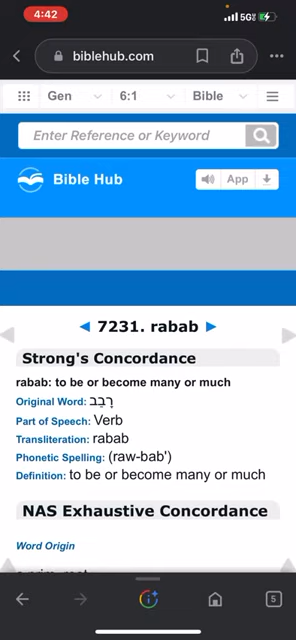 4:42
5G
biblehub.com
Gen 6:1 Bible
Enter Reference or Keyword
Bible Hub App
◄ 7231. rabab ►
Strong's Concordance
rabab: to be or become many or much
Original Word: רָבַב
Part of Speech: Verb
Transliteration: rabab
Phonetic Spelling: (raw-bab')
Definition: to be or become many or much
NAS Exhaustive Concordance
Word Origin
5